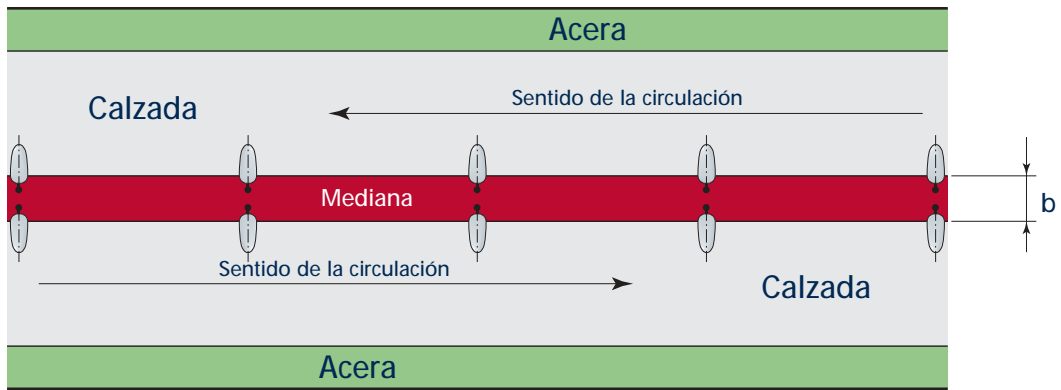 Acera
Sentido de la circulación
Calzada
Mediana
b
Sentido de la circulación
Calzada
Acera